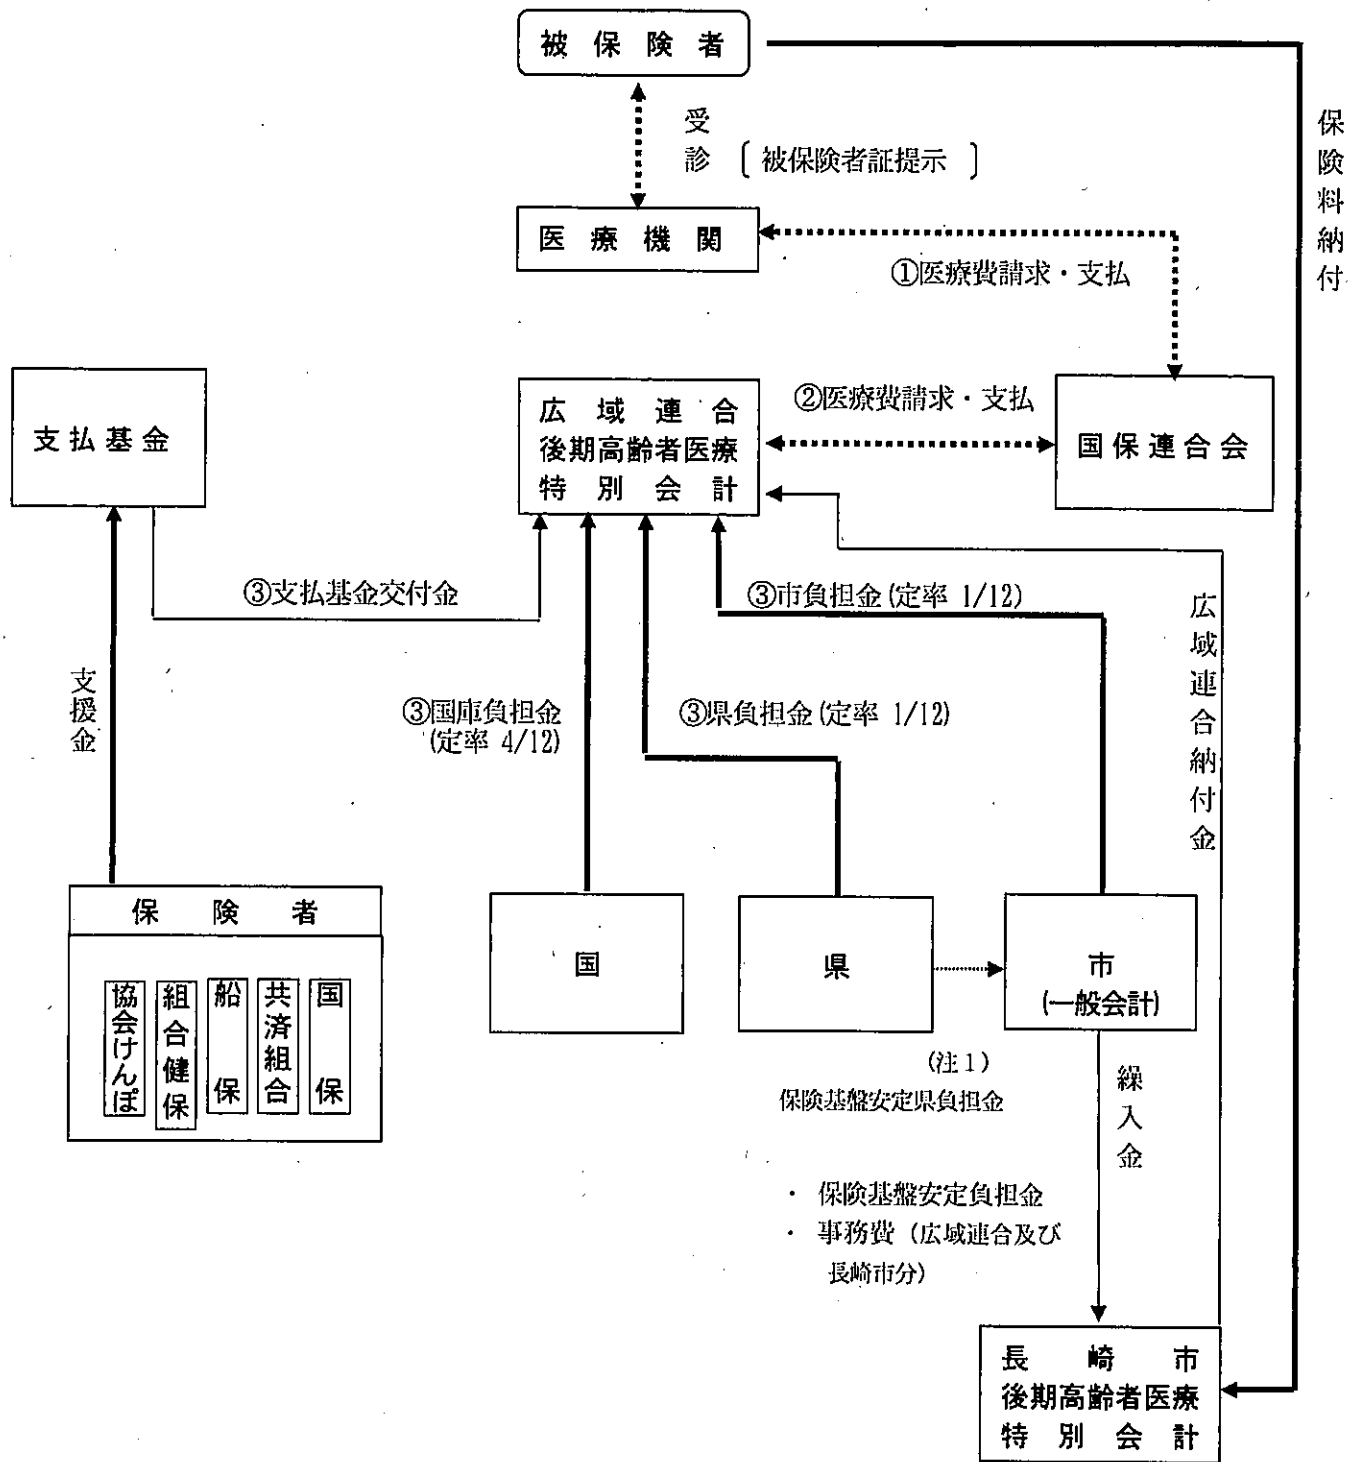 被保険者
受診
〔被保険者証提示〕
保険料納付
医療機関
①医療費請求・支払
支払基金
広域連合
後期高齢者医療
特別会計
②医療費請求・支払
国保連合会
③支払基金交付金
③市負担金(定率 1/12)
支援金
③国庫負担金
(定率 4/12)
③県負担金(定率 1/12)
広域連合納付金
保険者
協会けんぽ
組合健保
船保
共済組合
国保
国
県
市
(一般会計)
(注1)
保険基盤安定県負担金
繰入金
・ 保険基盤安定負担金
・ 事務費(広域連合及び
長崎市分)
長崎市
後期高齢者医療
特別会計